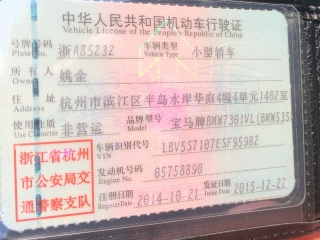 中华人民共和国机动车行驶证
Vehicle License of the People's Republic of China
号牌号码 浙A8523Z 车辆类型 小型轿车
Plate No. Vehicle Type
所有人 姚金
Owner
住址 杭州市滨江区半岛水岸华庭4幢4单元1402室
Address
使用性质 非营运 品牌型号 宝马牌BMW7301VL(BMW535
Model
浙江省杭州
市公安局交
通警察支队
车辆识别代号 LBV5S7107ESF95982
VIN
发动机号码 05758890
Engine No.
注册日期 2014-10-21 发证日期 2015-12-22
Register Date Issue Date